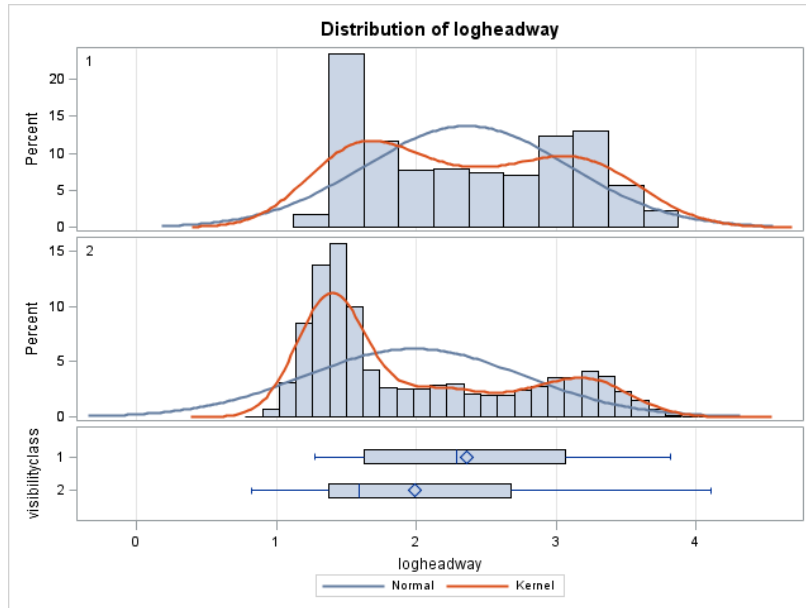 Distribution of logheadway
1
20
15
10
5
0
Percent
2
15
10
5
0
Percent
visibilityclass
1
2
0 1 2 3 4
logheadway
Normal Kernel